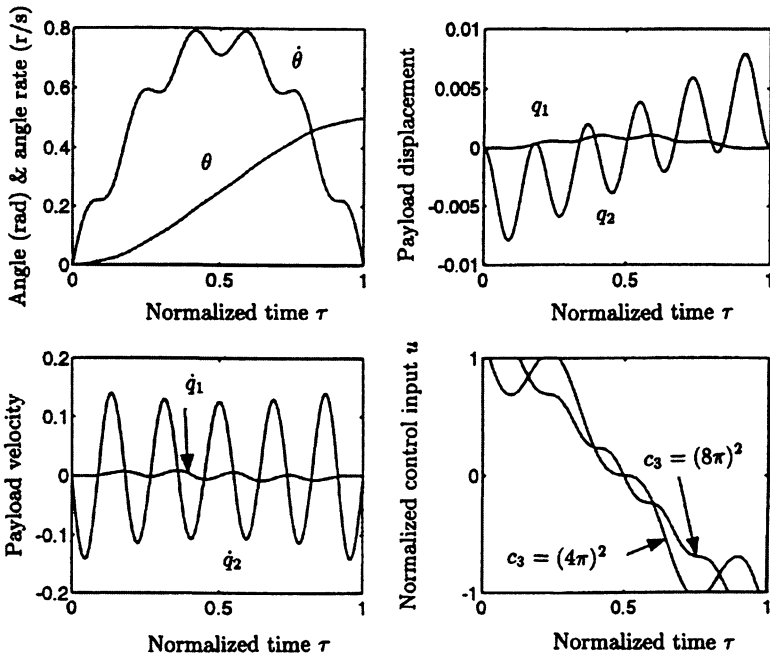 Angle (rad) & angle rate (r/s)
0.8
0.6
0.4
0.2
0
θ̇
θ
0 0.5 1
Normalized time τ
Payload displacement
0.01
0.005
0
-0.005
-0.01
q₁
q₂
0 0.5 1
Normalized time τ
Payload velocity
0.2
0.1
0
-0.1
-0.2
q̇₁
q̇₂
0 0.5 1
Normalized time τ
Normalized control input u
1
0
-1
c₃ = (8π)²
c₃ = (4π)²
0 0.5 1
Normalized time τ